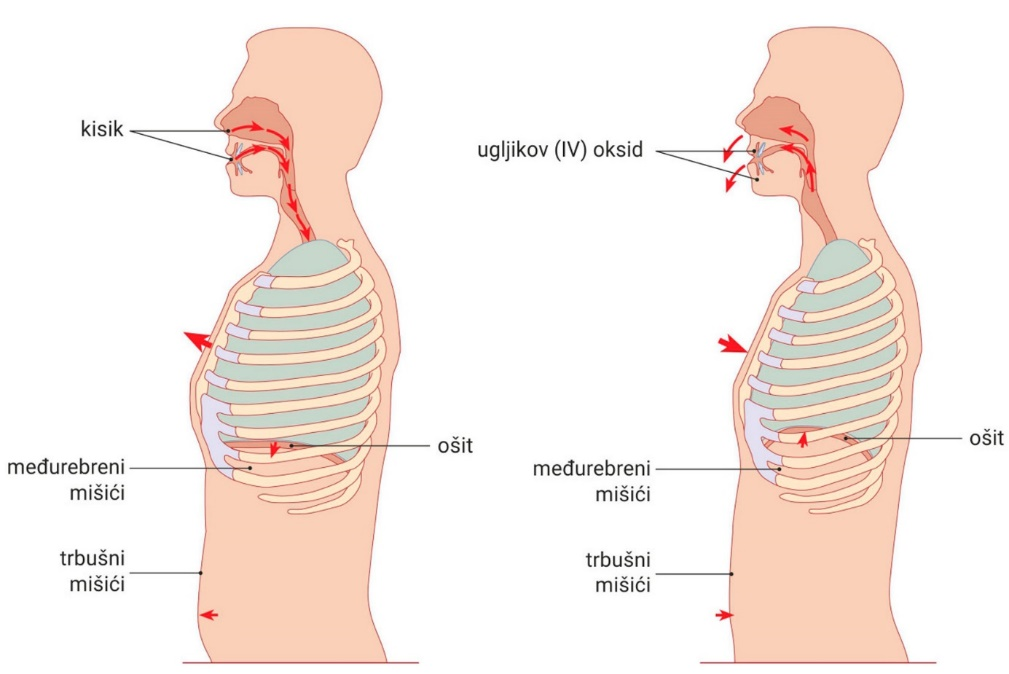 kisik
ošit
međurebreni
mišići
trbušni
mišići
ugljikov (IV) oksid
ošit
međurebreni
mišići
trbušni
mišići